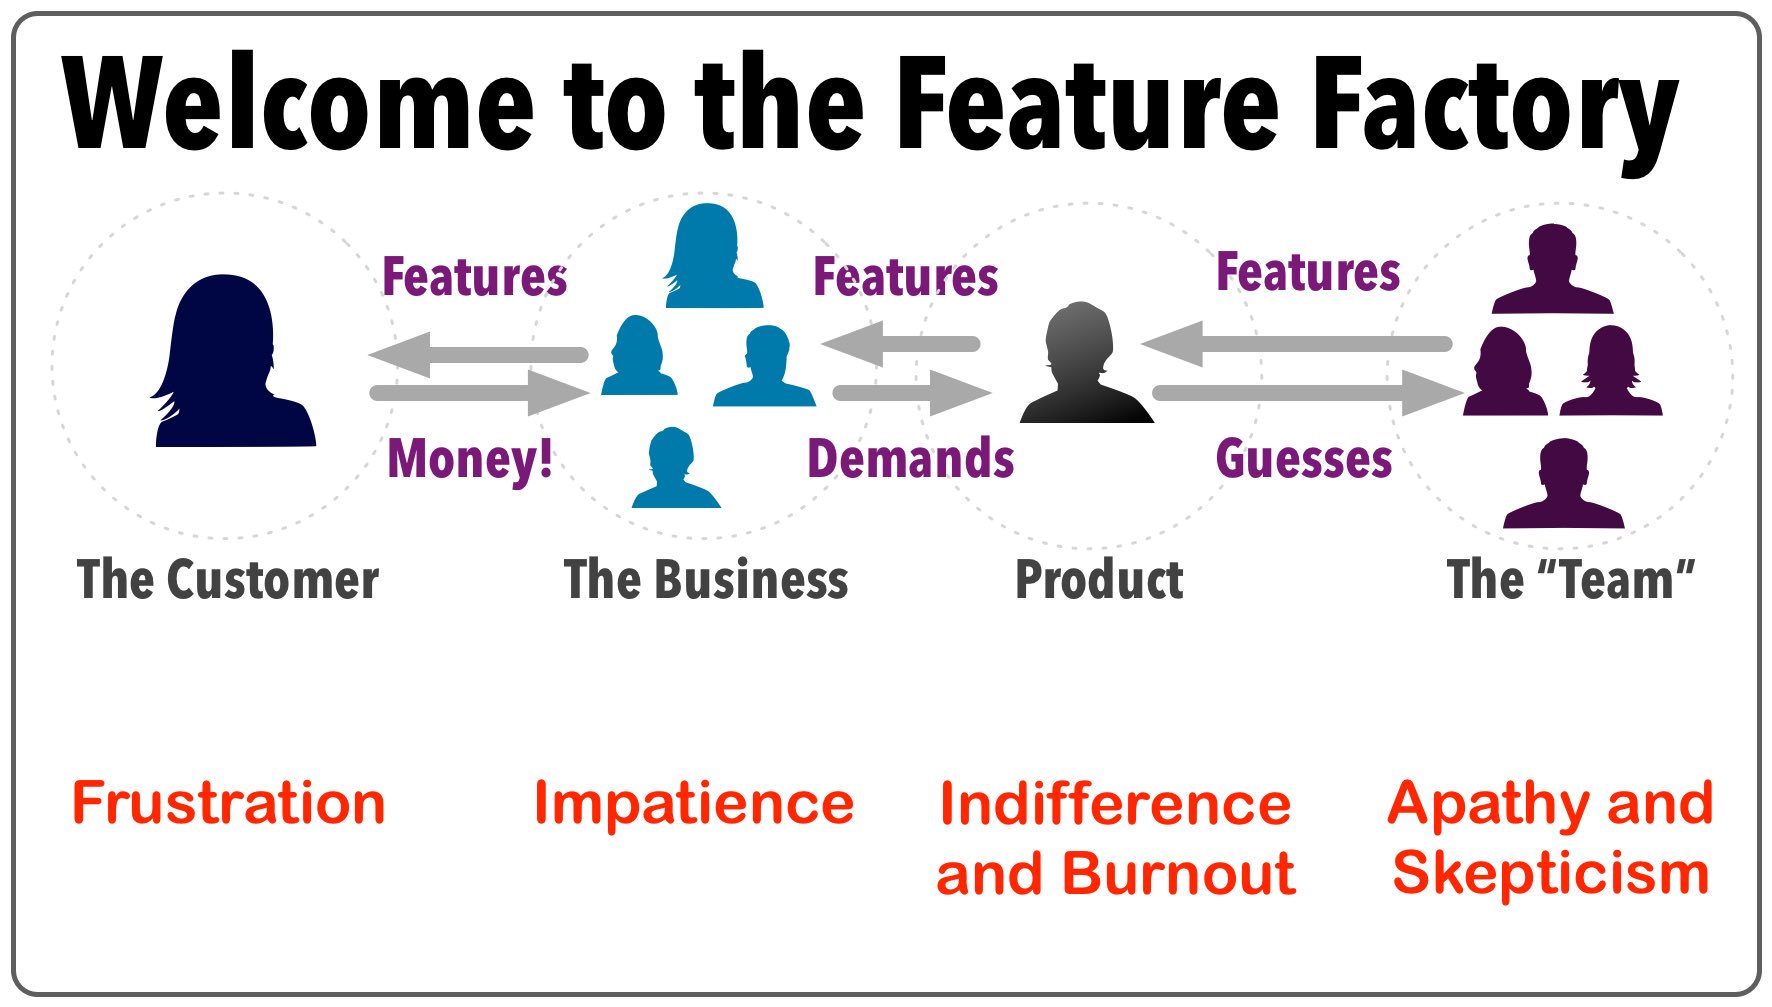 Welcome to the Feature Factory
Features
Features
Features
Money!
Demands
Guesses
The Customer
The Business
Product
The “Team”
Frustration
Impatience
Indifference
and Burnout
Apathy and
Skepticism